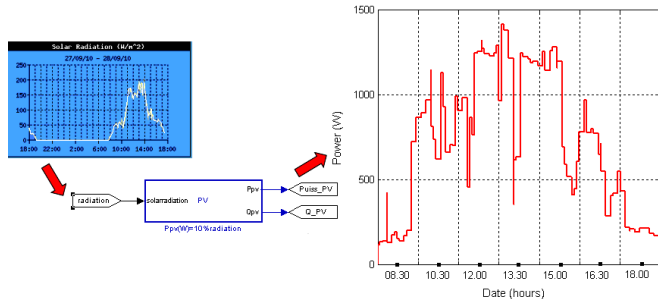 Solar Radiation (W/m^2)
27/09/10 - 28/09/10
250
200
150
100
50
0
18:00 22:00 2:00 6:00 10:00 14:00 18:00
radiation
solarradiation
PV
Ppv
Qpv
Puiss_PV
Q_PV
Ppv(W)=10%radiation
Power (W)
1500
1000
500
0
08.30 10.30 12.00 13.30 15.00 16.30 18.00
Date (hours)